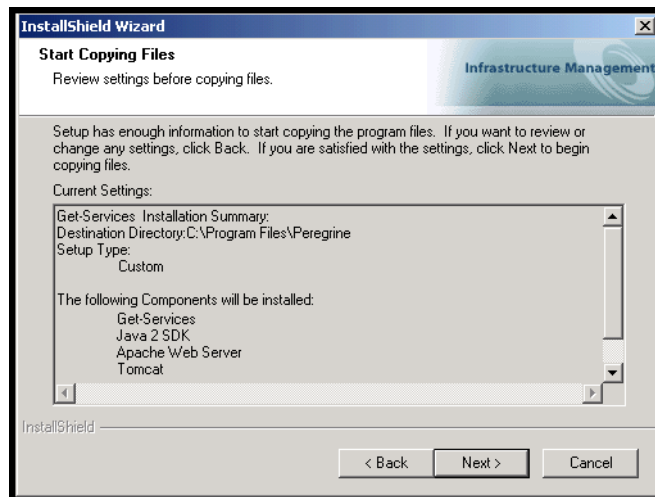 InstallShield Wizard
Start Copying Files
Review settings before copying files.
Infrastructure Management
Setup has enough information to start copying the program files. If you want to review or
change any settings, click Back. If you are satisfied with the settings, click Next to begin
copying files.
Current Settings:
Get-Services Installation Summary:
Destination Directory:C:\Program Files\Peregrine
Setup Type:
Custom
The following Components will be installed:
Get-Services
Java 2 SDK
Apache Web Server
Tomcat
InstallShield
< Back
Next >
Cancel